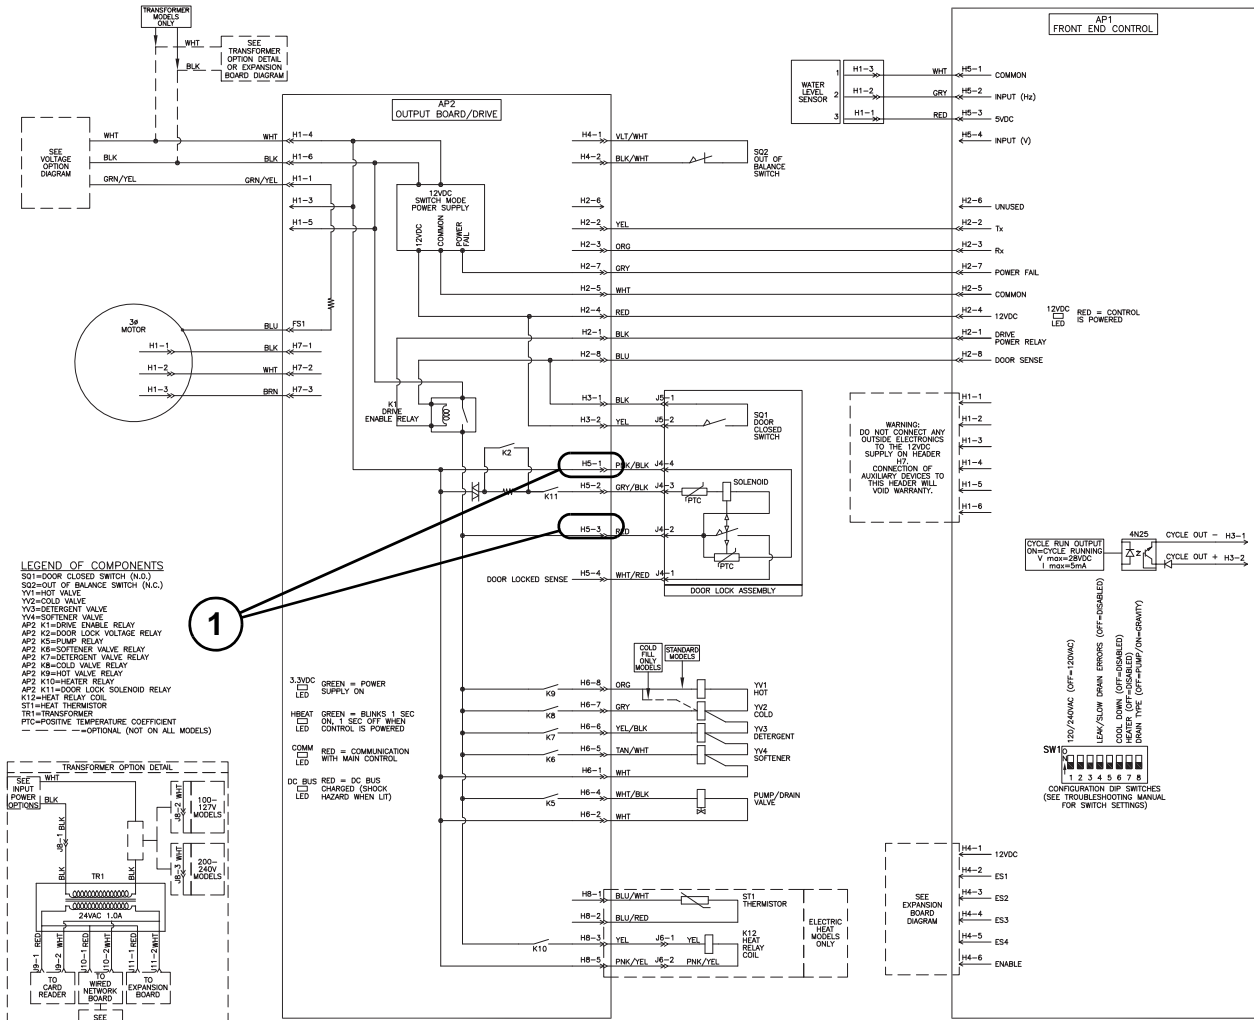 TRANSFORMER
MODELS
ONLY
WHT
BLK
SEE
TRANSFORMER
OPTION DETAIL
OR EXPANSION
BOARD DIAGRAM
SEE
VOLTAGE
OPTION
DIAGRAM
WHT
BLK
GRN/YEL
WHT
BLK
GRN/YEL
AP2
OUTPUT BOARD/DRIVE
H1-4
H1-6
H1-1
H1-3
H1-5
12VDC
SWITCH MODE
POWER SUPPLY
12VDC
COMMON
POWER
FAIL
3ø
MOTOR
H1-1
H1-2
H1-3
BLU
BLK
WHT
BRN
FS1
H7-1
H7-2
H7-3
K1
DRIVE
ENABLE RELAY
K2
K11
H4-1 VLT/WHT
H4-2 BLK/WHT
SQ2
OUT OF
BALANCE
SWITCH
H2-6
H2-2 YEL
H2-3 ORG
H2-7 GRY
H2-5 WHT
H2-4 RED
H2-1 BLK
H2-8 BLU
H3-1 BLK J5-1
H3-2 YEL J5-2
SQ1
DOOR
CLOSED
SWITCH
H5-1 PNK/BLK J4-4
H5-2 GRY/BLK J4-3
PTC
SOLENOID
H5-3 RED J4-2
PTC
DOOR LOCKED SENSE H5-4 WHT/RED J4-1
DOOR LOCK ASSEMBLY
1
AP1
FRONT END CONTROL
WATER
LEVEL
SENSOR
1
2
3
H1-3
H1-2
H1-1
WHT
GRY
RED
H5-1 COMMON
H5-2 INPUT (Hz)
H5-3 5VDC
H5-4 INPUT (V)
H2-6 UNUSED
H2-2 Tx
H2-3 Rx
H2-7 POWER FAIL
H2-5 COMMON
H2-4 12VDC
H2-1 DRIVE
POWER RELAY
H2-8 DOOR SENSE
12VDC
LED
RED = CONTROL
IS POWERED
WARNING:
DO NOT CONNECT ANY
OUTSIDE ELECTRONICS
TO THE 12VDC
SUPPLY ON HEADER
H7.
CONNECTION OF
AUXILIARY DEVICES TO
THIS HEADER WILL
VOID WARRANTY.
H1-1
H1-2
H1-3
H1-4
H1-5
H1-6
CYCLE RUN OUTPUT
ON=CYCLE RUNNING
V max=28VDC
I max=5mA
4N25
CYCLE OUT - H3-1
CYCLE OUT + H3-2
LEGEND OF COMPONENTS
SQ1=DOOR CLOSED SWITCH (N.O.)
SQ2=OUT OF BALANCE SWITCH (N.C.)
YV1=HOT VALVE
YV2=COLD VALVE
YV3=DETERGENT VALVE
YV4=SOFTENER VALVE
AP2 K1=DRIVE ENABLE RELAY
AP2 K2=DOOR LOCK VOLTAGE RELAY
AP2 K5=PUMP RELAY
AP2 K6=SOFTENER VALVE RELAY
AP2 K7=DETERGENT VALVE RELAY
AP2 K8=COLD VALVE RELAY
AP2 K9=HOT VALVE RELAY
AP2 K10=HEATER RELAY
AP2 K11=DOOR LOCK SOLENOID RELAY
K12=HEAT RELAY COIL
ST1=HEAT THERMISTOR
TR1=TRANSFORMER
PTC=POSITIVE TEMPERATURE COEFFICIENT
=OPTIONAL (NOT ON ALL MODELS)
3.3VDC
LED
GREEN = POWER
SUPPLY ON
HBEAT
LED
GREEN = BLINKS 1 SEC
ON, 1 SEC OFF WHEN
CONTROL IS POWERED
COMM
LED
RED = COMMUNICATION
WITH MAIN CONTROL
DC BUS
LED
RED = DC BUS
CHARGED (SHOCK
HAZARD WHEN LIT)
COLD
FILL
ONLY
MODELS
STANDARD
MODELS
K9 H6-8 ORG
YV1
HOT
K8 H6-7 GRY
YV2
COLD
K7 H6-6 YEL/BLK
YV3
DETERGENT
K6 H6-5 TAN/WHT
YV4
SOFTENER
H6-1 WHT
K5 H6-4 WHT/BLK
PUMP/DRAIN
VALVE
H6-2 WHT
H8-1 BLU/WHT
ST1
THERMISTOR
H8-2 BLU/RED
K10 H8-3 YEL J6-1 YEL
K12
HEAT
RELAY
COIL
H8-5 PNK/YEL J6-2 PNK/YEL
ELECTRIC
HEAT
MODELS
ONLY
120/240VAC (OFF=120VAC)
LEAK/SLOW DRAIN ERRORS (OFF=DISABLED)
COOL DOWN (OFF=DISABLED)
HEATER (OFF=DISABLED)
DRAIN TYPE (OFF=PUMP/ON=GRAVITY)
SW1
O
N
1 2 3 4 5 6 7 8
CONFIGURATION DIP SWITCHES
(SEE TROUBLESHOOTING MANUAL
FOR SWITCH SETTINGS)
SEE
EXPANSION
BOARD
DIAGRAM
H4-1 12VDC
H4-2 ES1
H4-3 ES2
H4-4 ES3
H4-5 ES4
H4-6 ENABLE
TRANSFORMER OPTION DETAIL
SEE
INPUT
POWER
OPTIONS
WHT
BLK
J8-1 BLK
BLK
BLK
J8-2 WHT
100-
127V
MODELS
J8-3 WHT
200-
240V
MODELS
TR1
24VAC 1.0A
J9-1 RED
J9-2 WHT
J10-1 RED
J10-2 WHT
J11-1 RED
J11-2 WHT
TO
CARD
READER
TO
WIRED
NETWORK
BOARD
TO
EXPANSION
BOARD
SEE